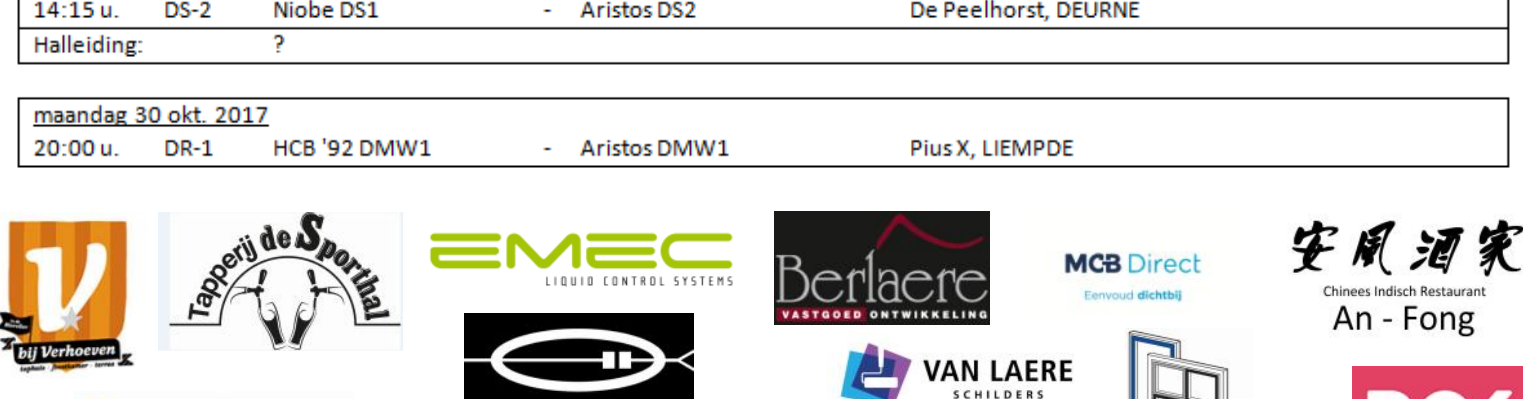 14:15 u. DS-2 Niobe DS1 - Aristos DS2 De Peelhorst, DEURNE
Halleiding: ?
maandag 30 okt. 2017
20:00 u. DR-1 HCB '92 DMW1 - Aristos DMW1 Pius X, LIEMPDE
v
bij Verhoeven
Tapperij de Sporthal
EMEC
LIQUID CONTROL SYSTEMS
Berlaere
VASTGOED ONTWIKKELING
MCB Direct
Eenvoud dichtbij
安風酒家
Chinees Indisch Restaurant
An - Fong
VAN LAERE
SCHILDERS